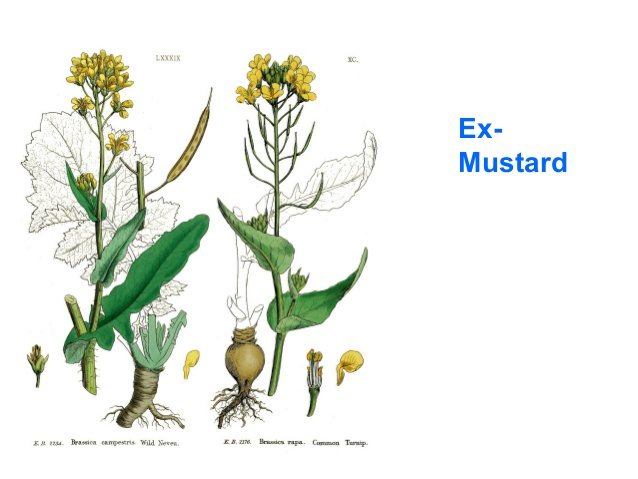 LXXXIX
XC.
Ex-
Mustard
E.B. 2234. Brassica campestris. Wild Navew.
E.B. 2176. Brassica rapa. Common Turnip.